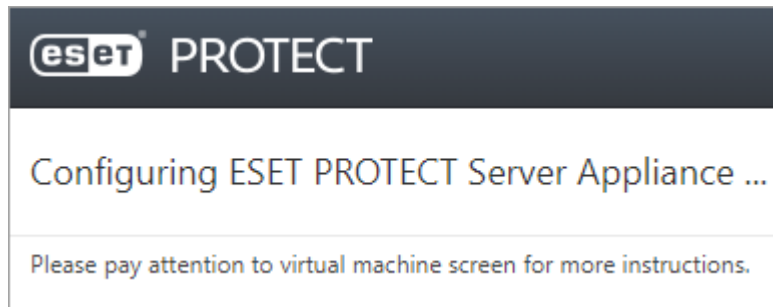 eset PROTECT
Configuring ESET PROTECT Server Appliance ...
Please pay attention to virtual machine screen for more instructions.